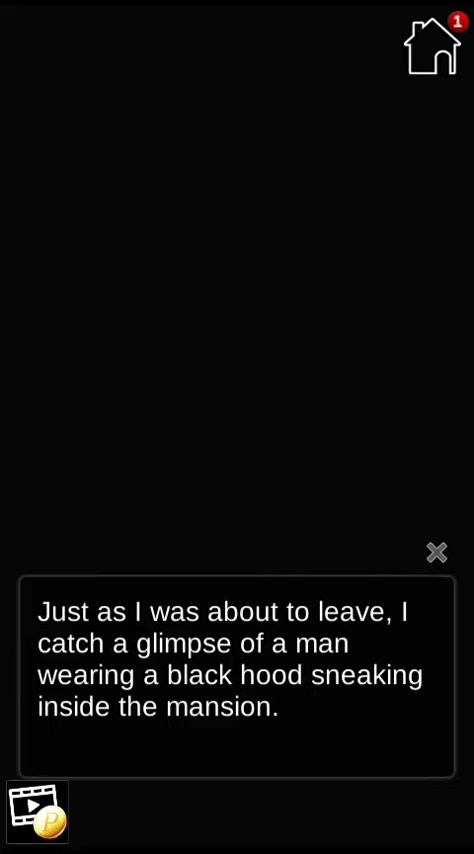 1
Just as I was about to leave, I
catch a glimpse of a man
wearing a black hood sneaking
inside the mansion.
P